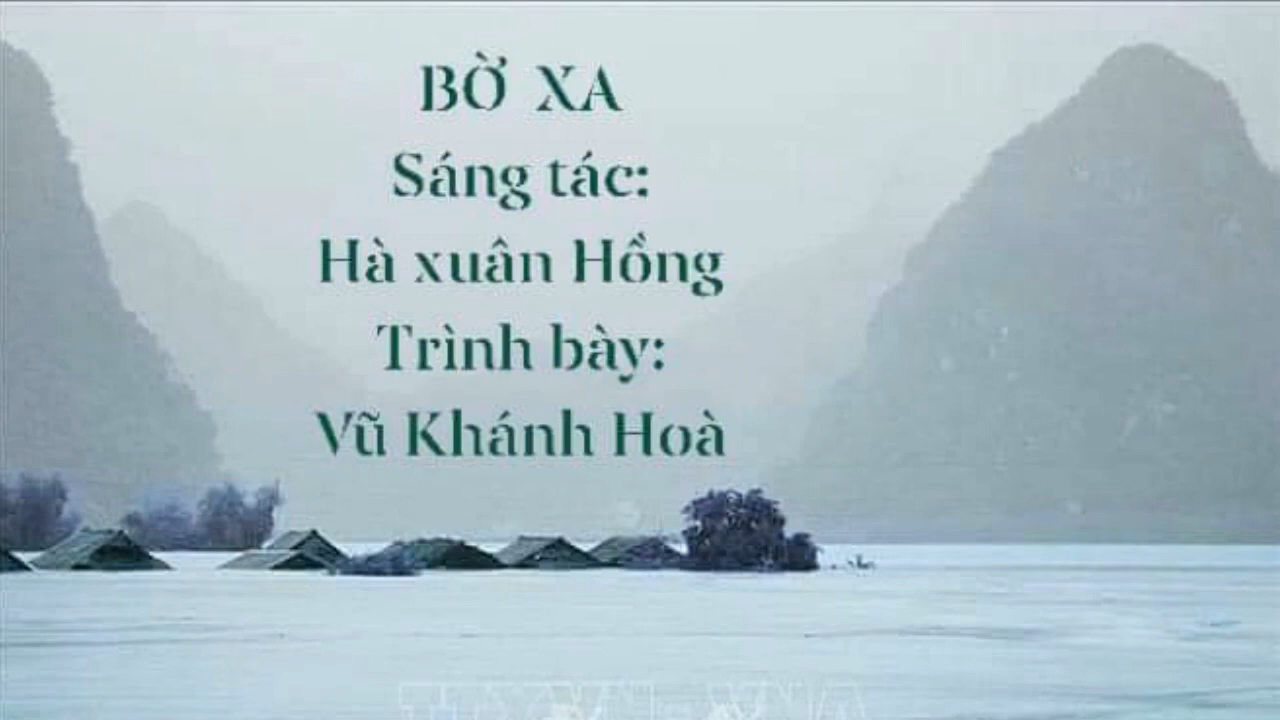 BỜ XA
Sáng tác:
Hà xuân Hồng
Trình bày:
Vũ Khánh Hoà